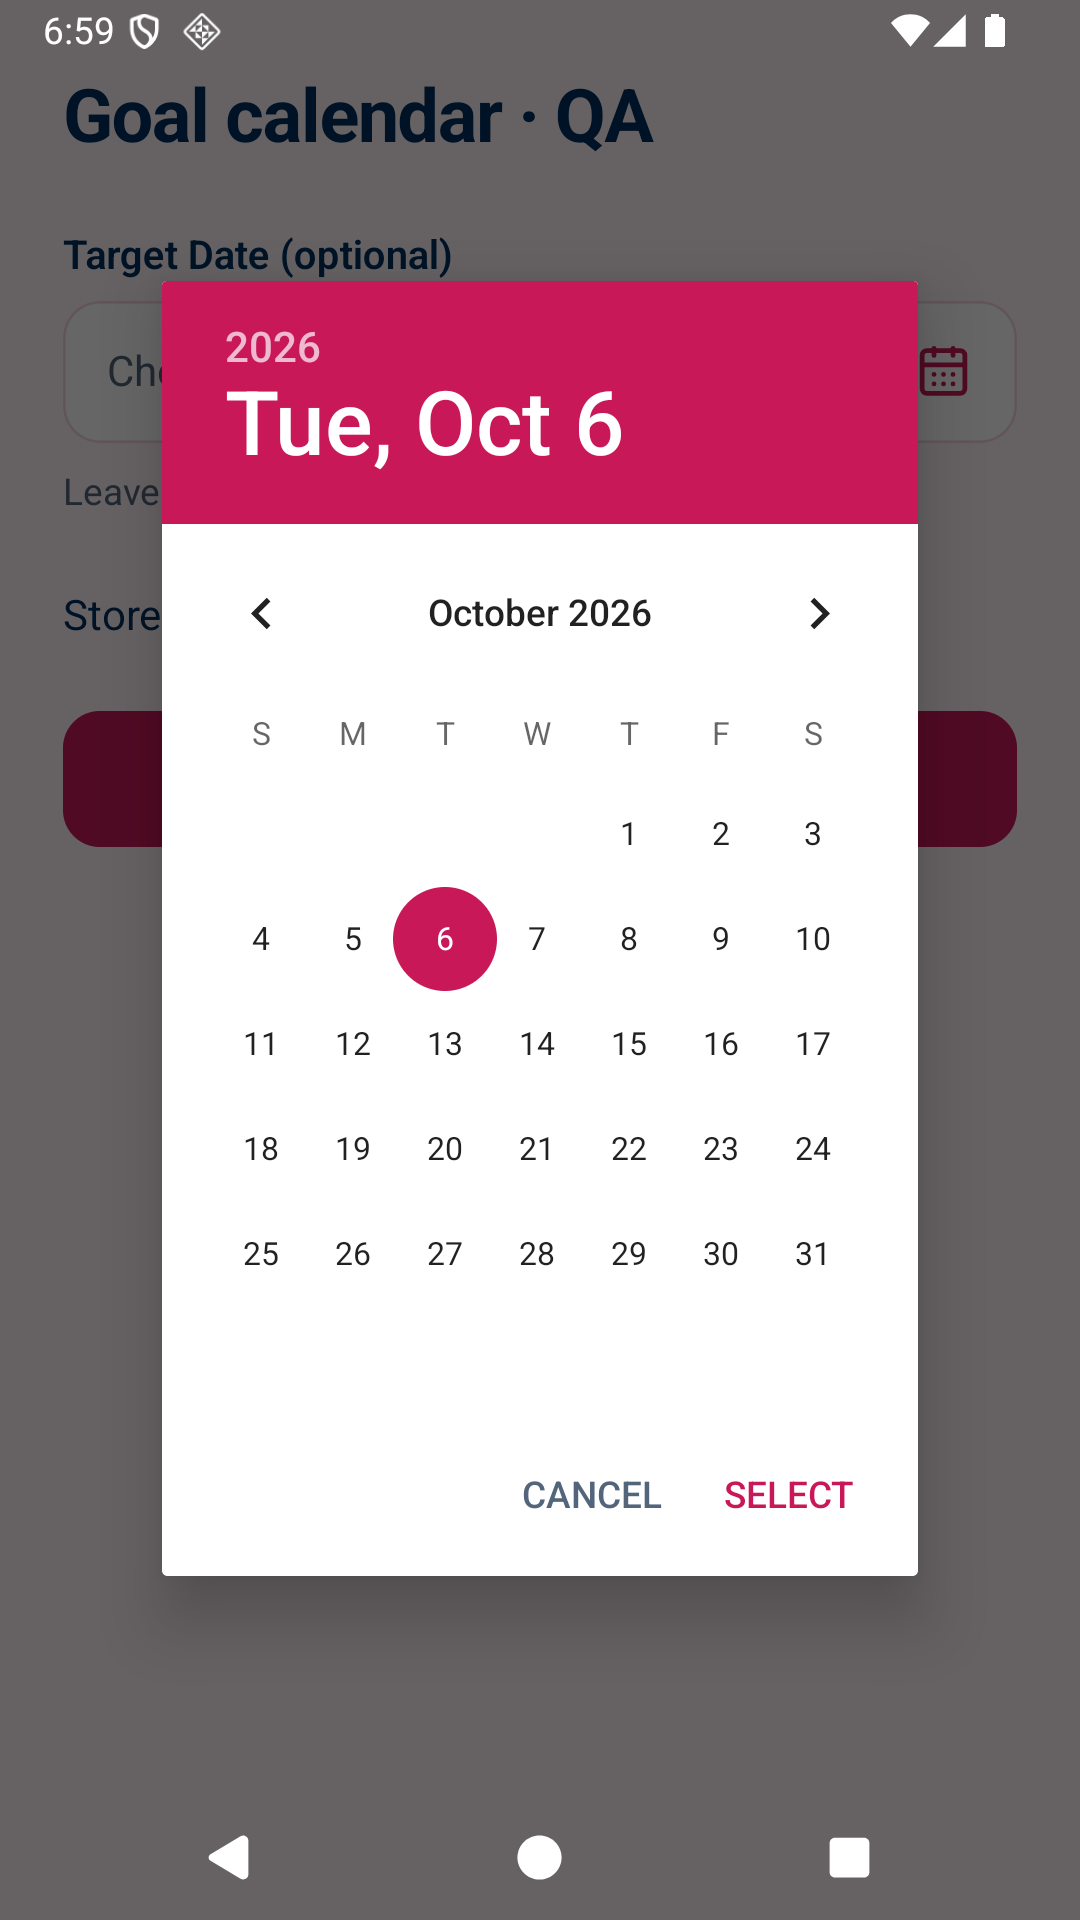 6:59
Goal calendar · QA
Target Date (optional)
2026
Tue, Oct 6
Leave
Store
October 2026
S M T W T F S
1 2 3
4 5 6 7 8 9 10
11 12 13 14 15 16 17
18 19 20 21 22 23 24
25 26 27 28 29 30 31
CANCEL SELECT